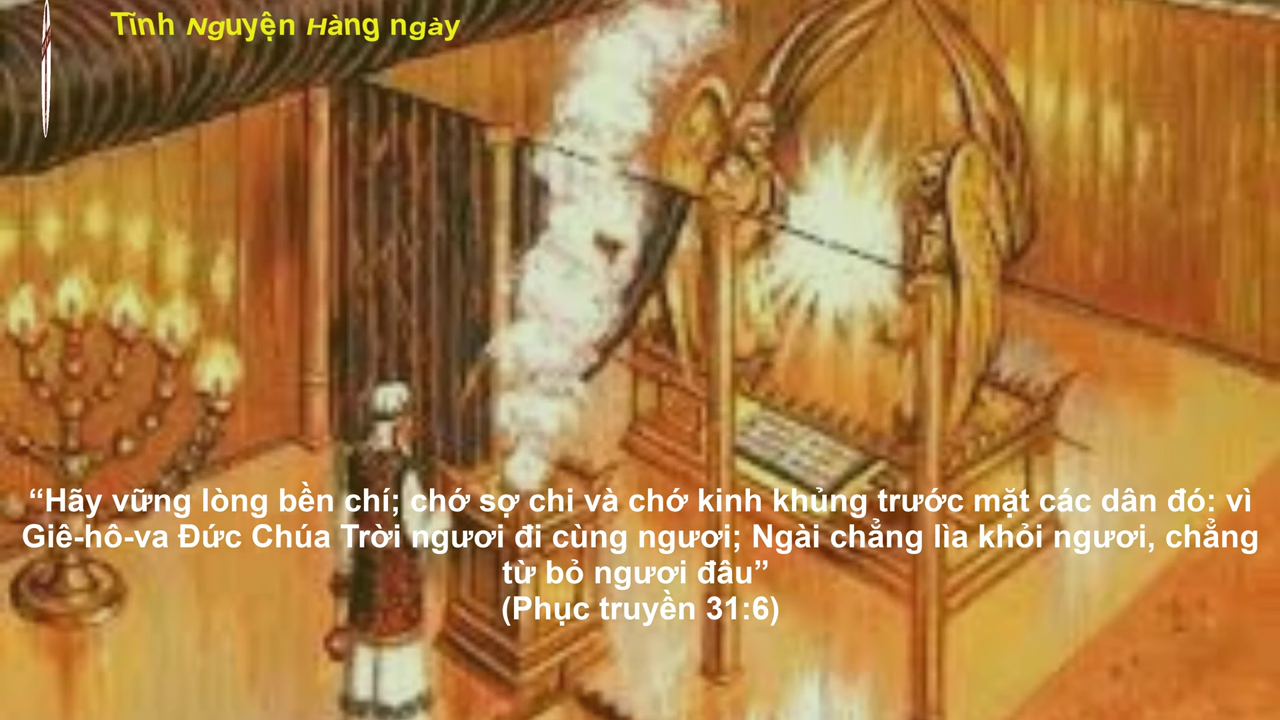 Tĩnh Nguyện Hàng ngày
“Hãy vững lòng bền chí; chớ sợ chi và chớ kinh khủng trước mặt các dân đó: vì
Giê-hô-va Đức Chúa Trời ngươi đi cùng ngươi; Ngài chẳng lìa khỏi ngươi, chẳng
từ bỏ ngươi đâu”
(Phục truyền 31:6)